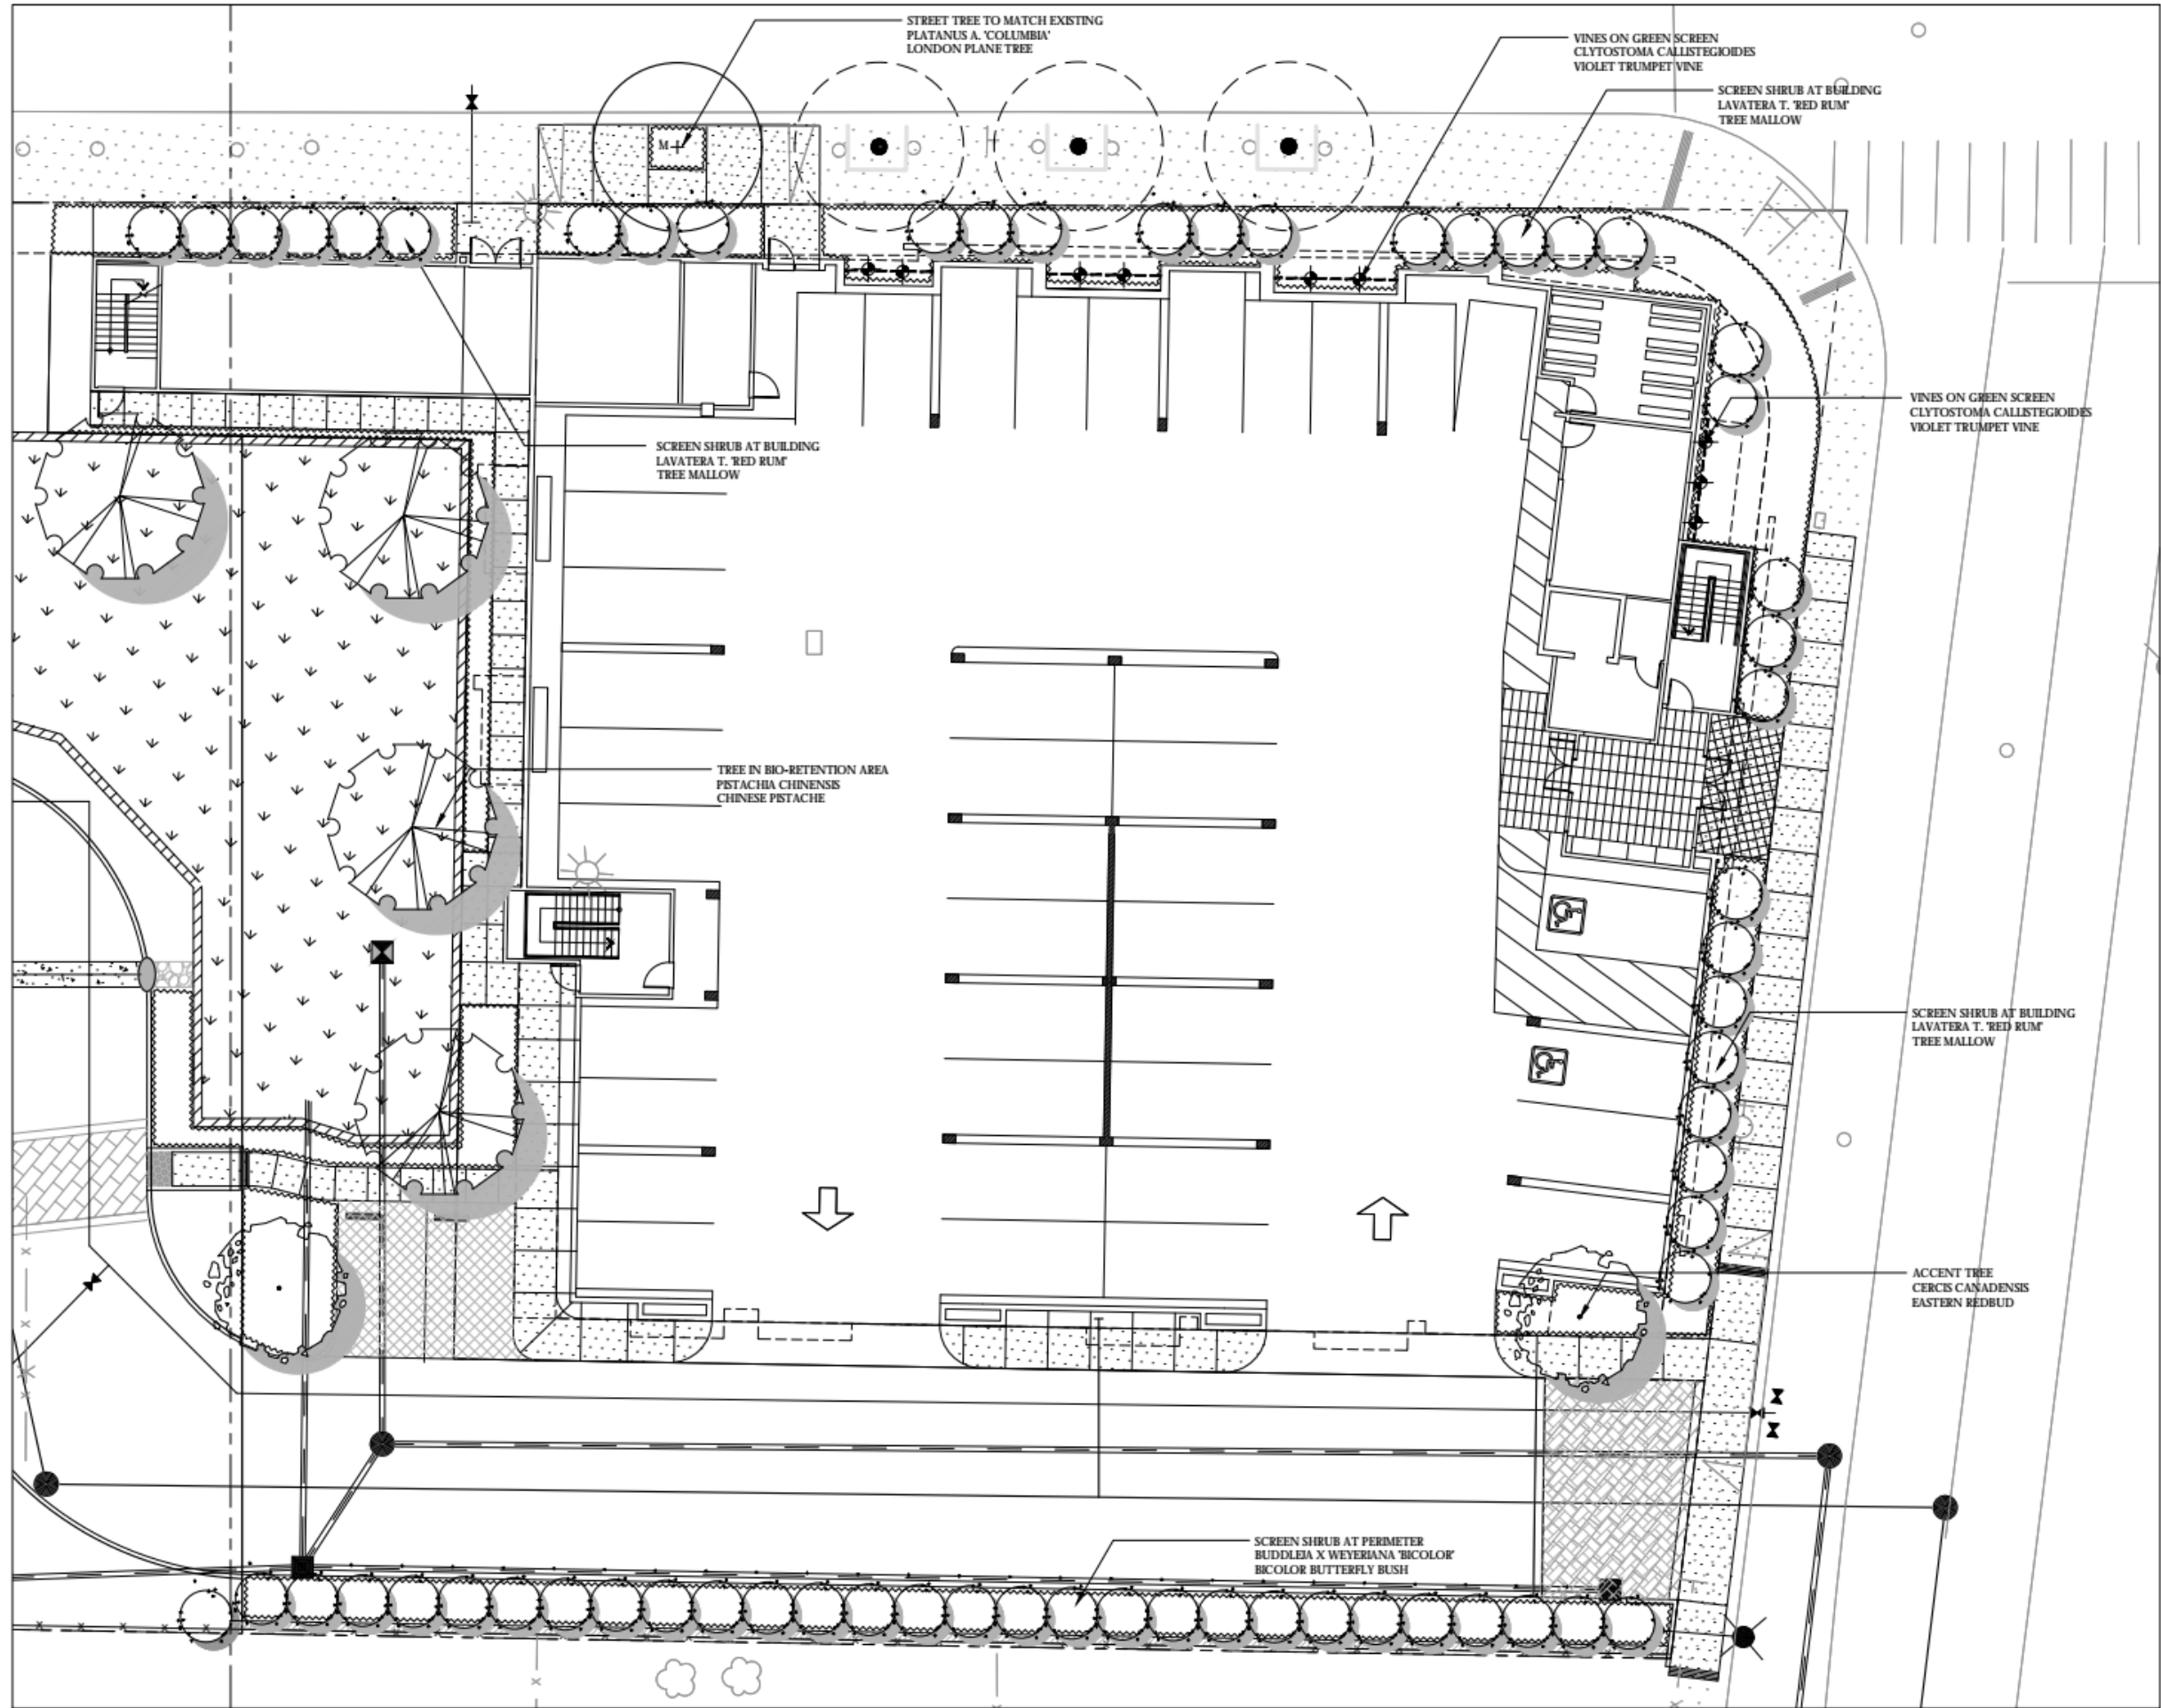 STREET TREE TO MATCH EXISTING
PLATANUS A. 'COLUMBIA'
LONDON PLANE TREE
VINES ON GREEN SCREEN
CLYTOSTOMA CALLISTEGIOIDES
VIOLET TRUMPET VINE
SCREEN SHRUB AT BUILDING
LAVATERA T. 'RED RUM'
TREE MALLOW
M
VINES ON GREEN SCREEN
CLYTOSTOMA CALLISTEGIOIDES
VIOLET TRUMPET VINE
SCREEN SHRUB AT BUILDING
LAVATERA T. 'RED RUM'
TREE MALLOW
TREE IN BIO-RETENTION AREA
PISTACHIA CHINENSIS
CHINESE PISTACHE
SCREEN SHRUB AT BUILDING
LAVATERA T. 'RED RUM'
TREE MALLOW
ACCENT TREE
CERCIS CANADENSIS
EASTERN REDBUD
SCREEN SHRUB AT PERIMETER
BUDDLEJA X WEYERIANA 'BICOLOR'
BICOLOR BUTTERFLY BUSH